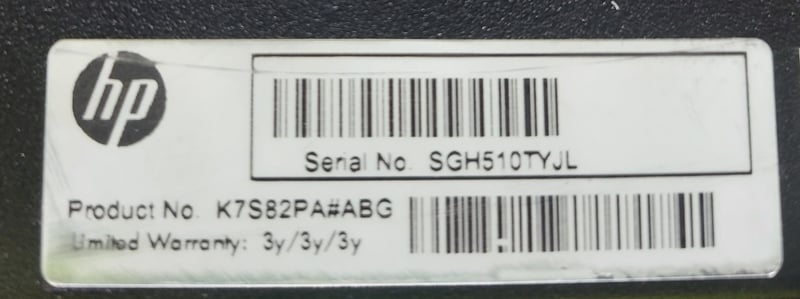 hp
Serial No. SGH510TYJL
Product No. K7S82PA#ABG
Limited Warranty: 3y/3y/3y